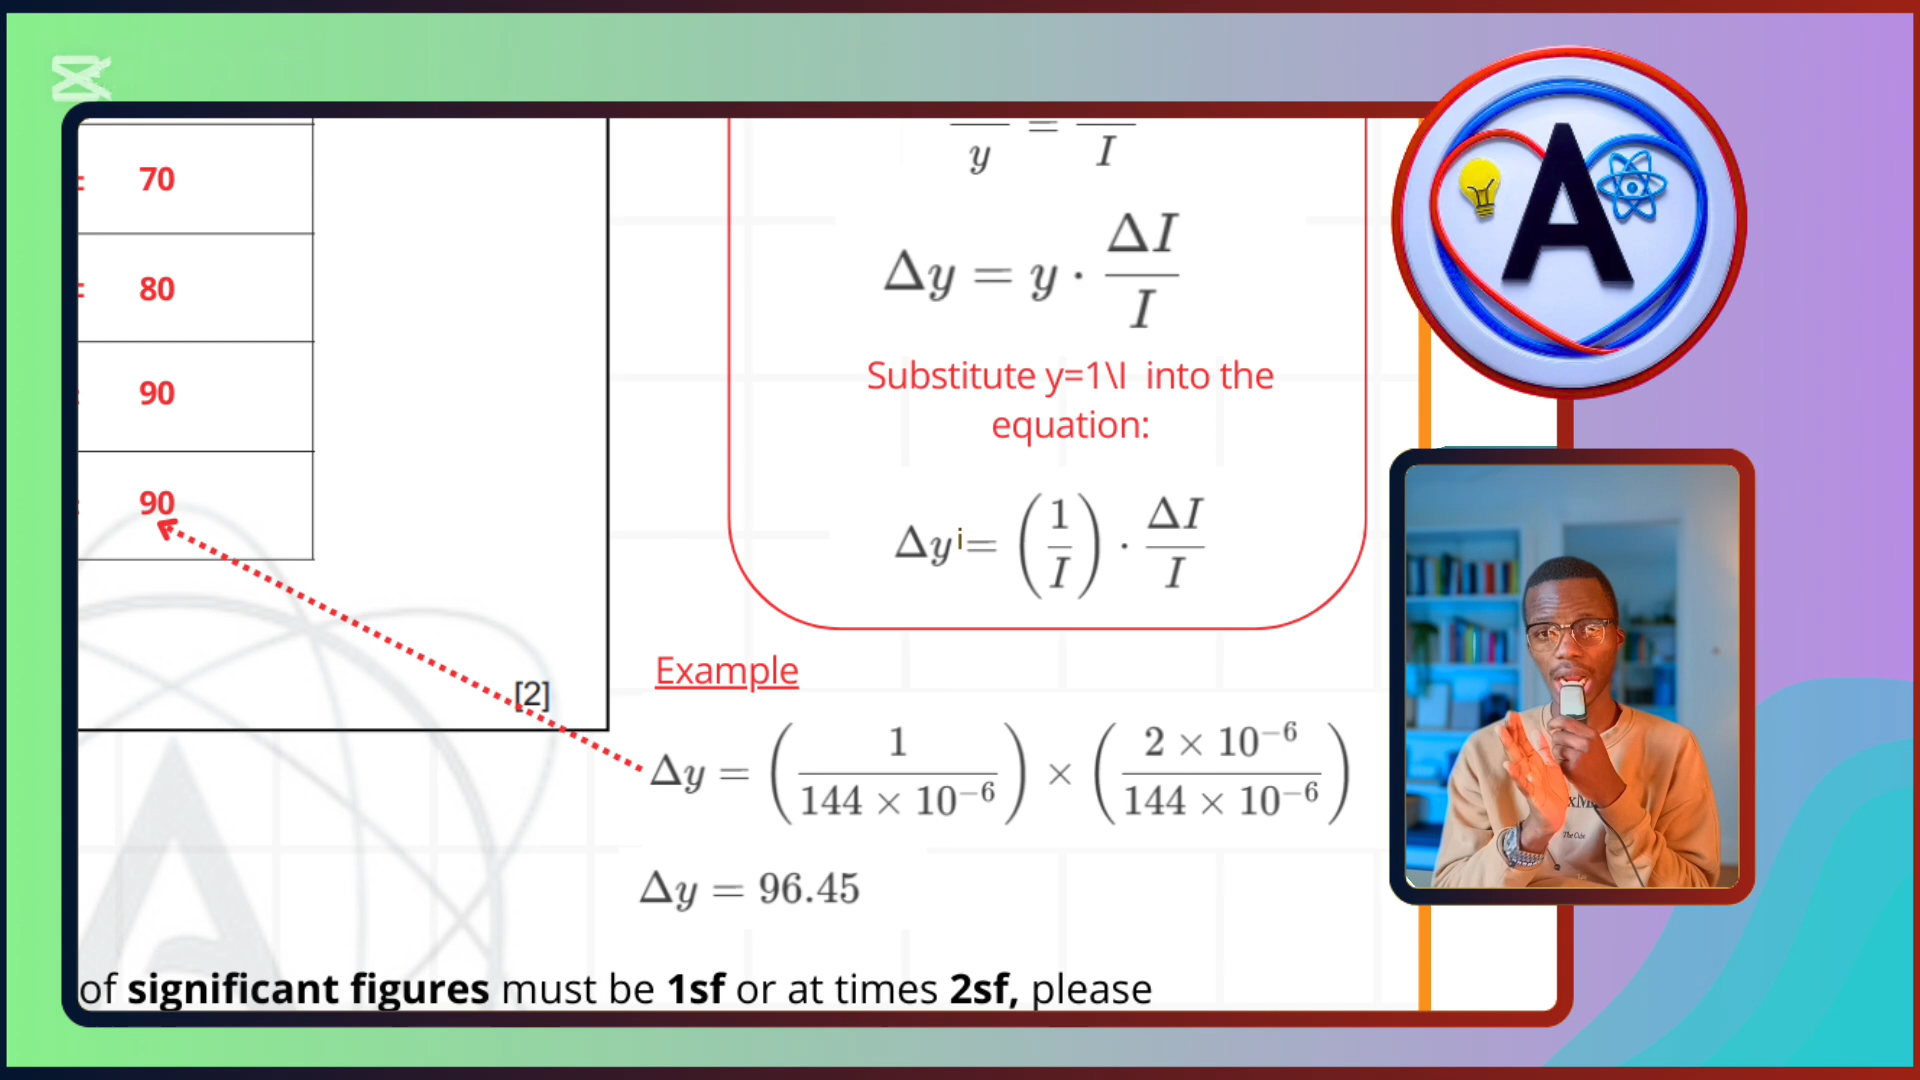 70
80
90
90
[2]
y = I
Δy = y · ΔI / I
Substitute y=1\I into the
equation:
Δy i= (1/I) · ΔI/I
Example
Δy = (1 / 144 × 10⁻⁶) × (2 × 10⁻⁶ / 144 × 10⁻⁶)
Δy = 96.45
of significant figures must be 1sf or at times 2sf, please
A